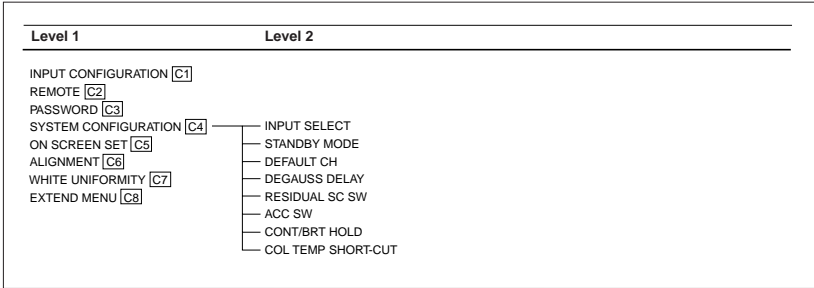 Level 1 Level 2
INPUT CONFIGURATION C1
REMOTE C2
PASSWORD C3
SYSTEM CONFIGURATION C4 INPUT SELECT
ON SCREEN SET C5 STANDBY MODE
ALIGNMENT C6 DEFAULT CH
WHITE UNIFORMITY C7 DEGAUSS DELAY
EXTEND MENU C8 RESIDUAL SC SW
ACC SW
CONT/BRT HOLD
COL TEMP SHORT-CUT